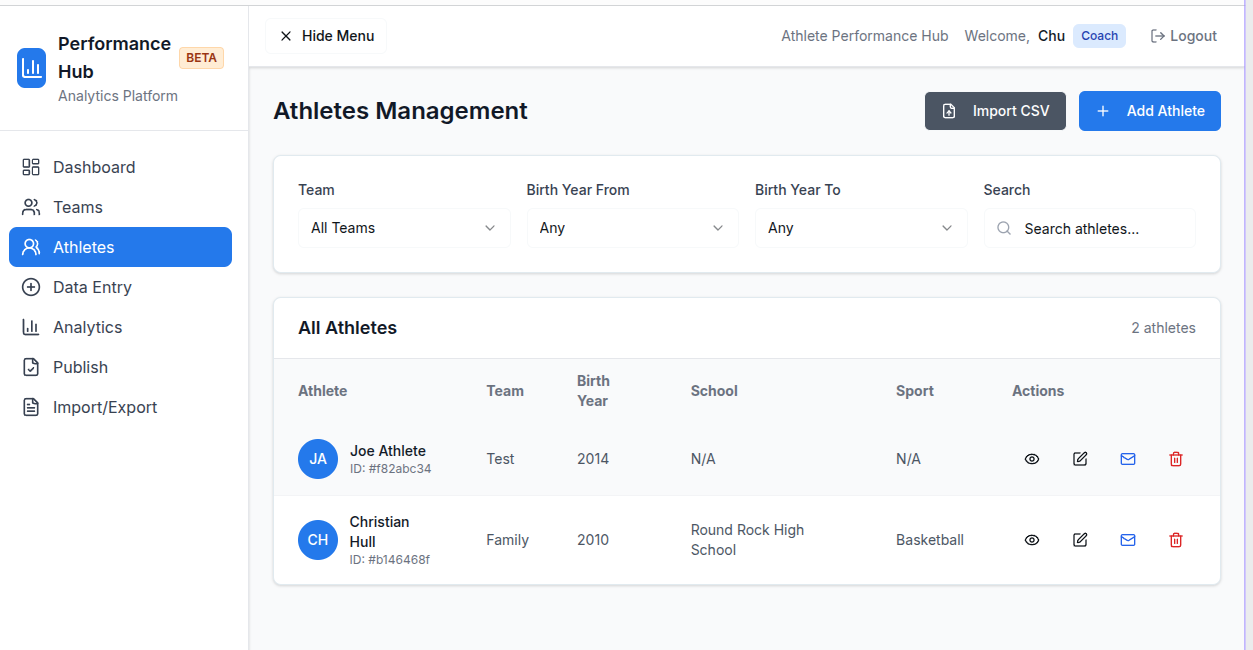 Performance
Hub
BETA
Analytics Platform
Hide Menu
Athlete Performance Hub
Welcome, Chu
Coach
Logout
Dashboard
Teams
Athletes
Data Entry
Analytics
Publish
Import/Export
Athletes Management
Import CSV
Add Athlete
Team
Birth Year From
Birth Year To
Search
All Teams
Any
Any
Search athletes...
All Athletes
2 athletes
Athlete
Team
Birth
Year
School
Sport
Actions
JA
Joe Athlete
ID: #f82abc34
Test
2014
N/A
N/A
CH
Christian
Hull
ID: #b146468f
Family
2010
Round Rock High
School
Basketball